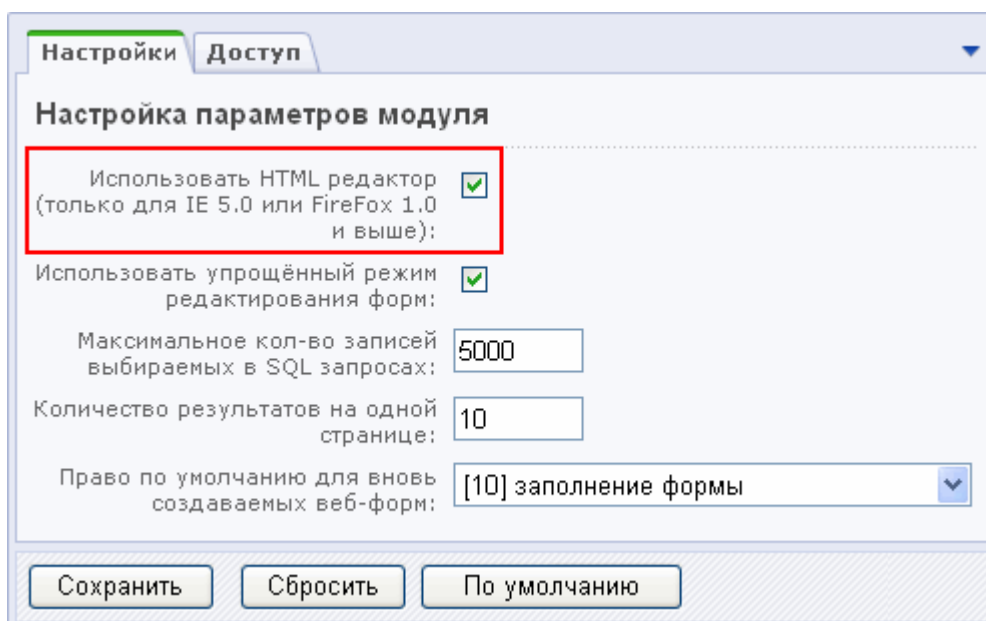 Настройки Доступ
Настройка параметров модуля
Использовать HTML редактор
(только для IE 5.0 или FireFox 1.0
и выше):
Использовать упрощённый режим
редактирования форм:
Максимальное кол-во записей
выбираемых в SQL запросах:
5000
Количество результатов на одной
странице:
10
Право по умолчанию для вновь
создаваемых веб-форм:
[10] заполнение формы
Сохранить Сбросить По умолчанию